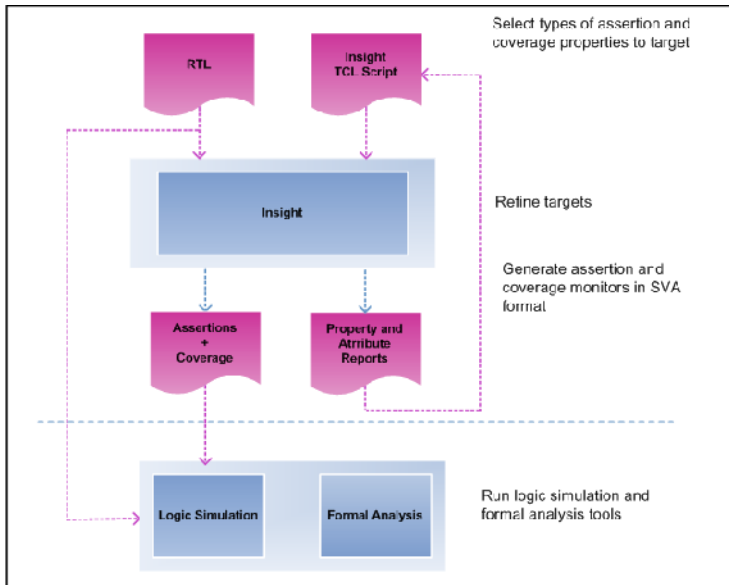 Select types of assertion and
coverage properties to target
RTL
Insight
TCL Script
Insight
Refine targets
Generate assertion and
coverage monitors in SVA
format
Assertions
+
Coverage
Property and
Atrribute
Reports
Logic Simulation
Formal Analysis
Run logic simulation and
formal analysis tools